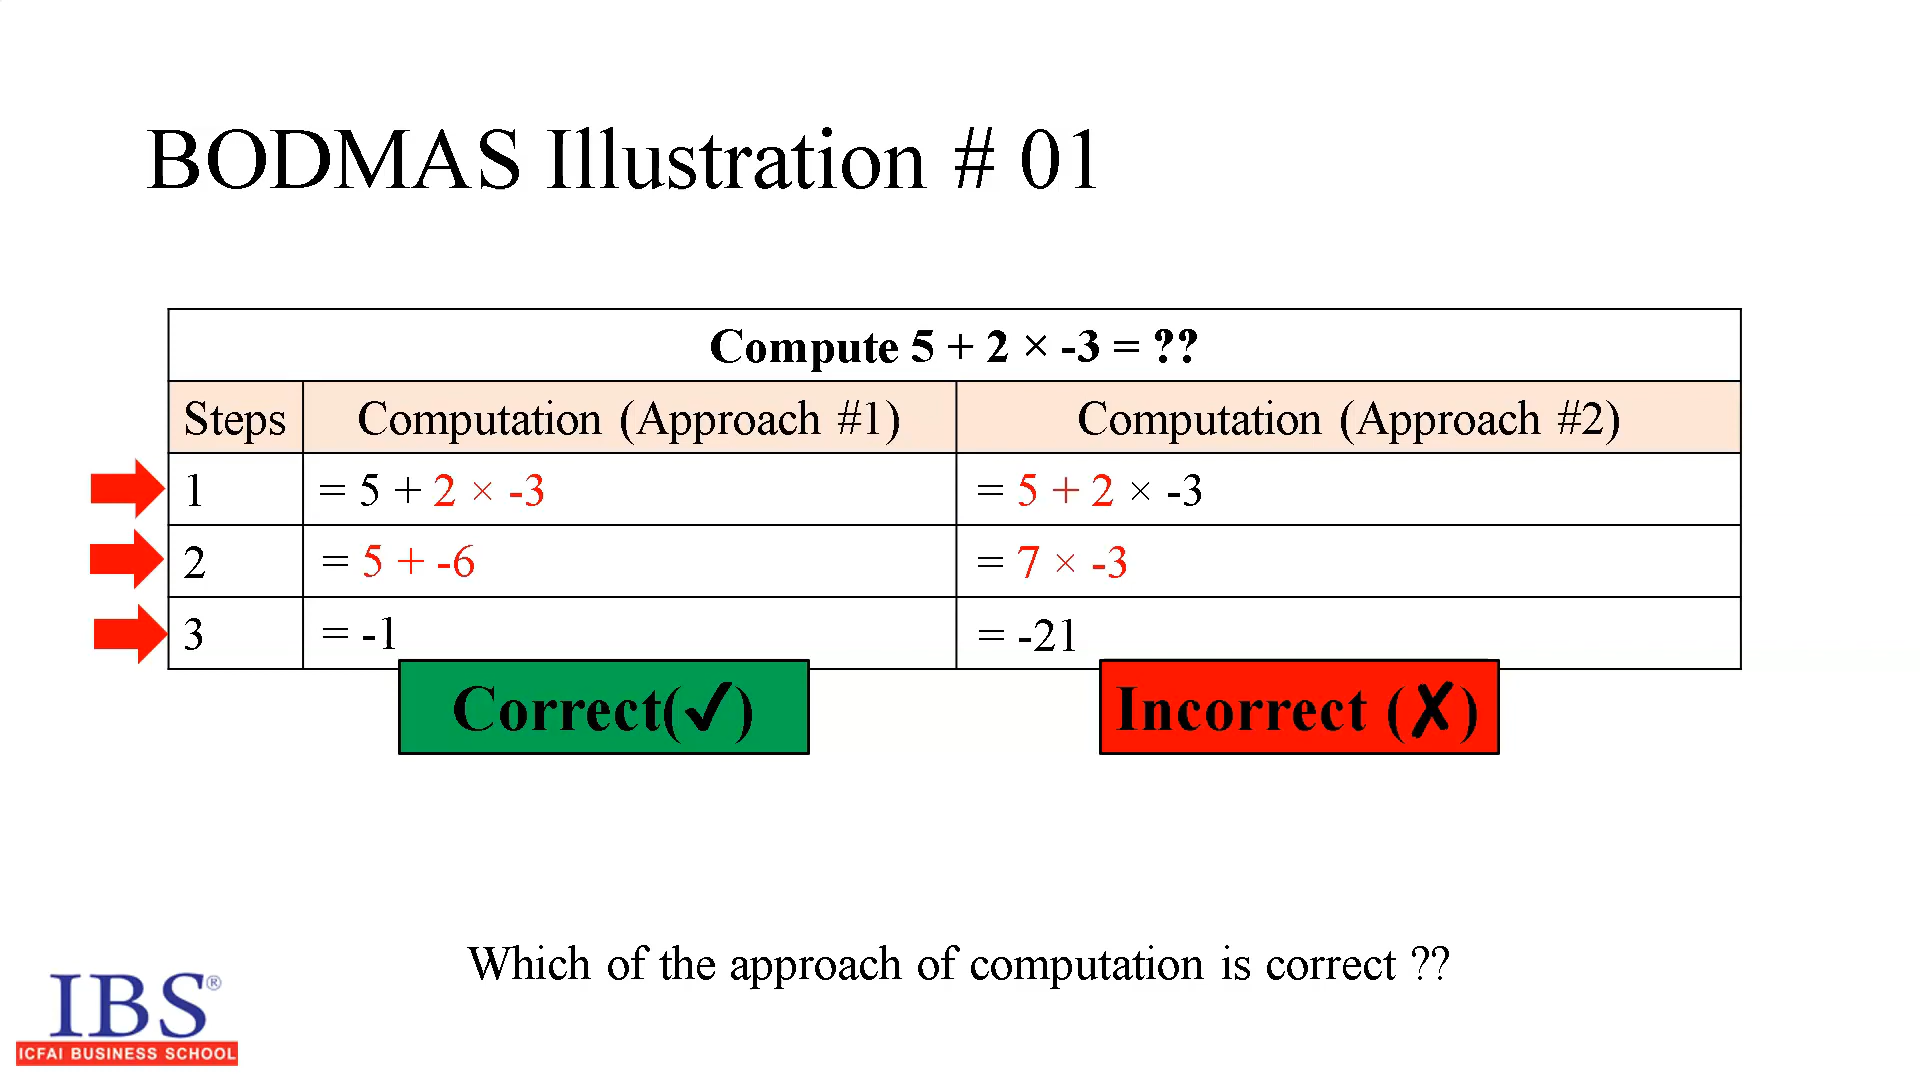 BODMAS Illustration # 01
Compute 5 + 2 × -3 = ??
Steps Computation (Approach #1) Computation (Approach #2)
1 = 5 + 2 × -3 = 5 + 2 × -3
2 = 5 + -6 = 7 × -3
3 = -1 = -21
Correct(✓) Incorrect (✗)
Which of the approach of computation is correct ??
IBS®
ICFAI BUSINESS SCHOOL